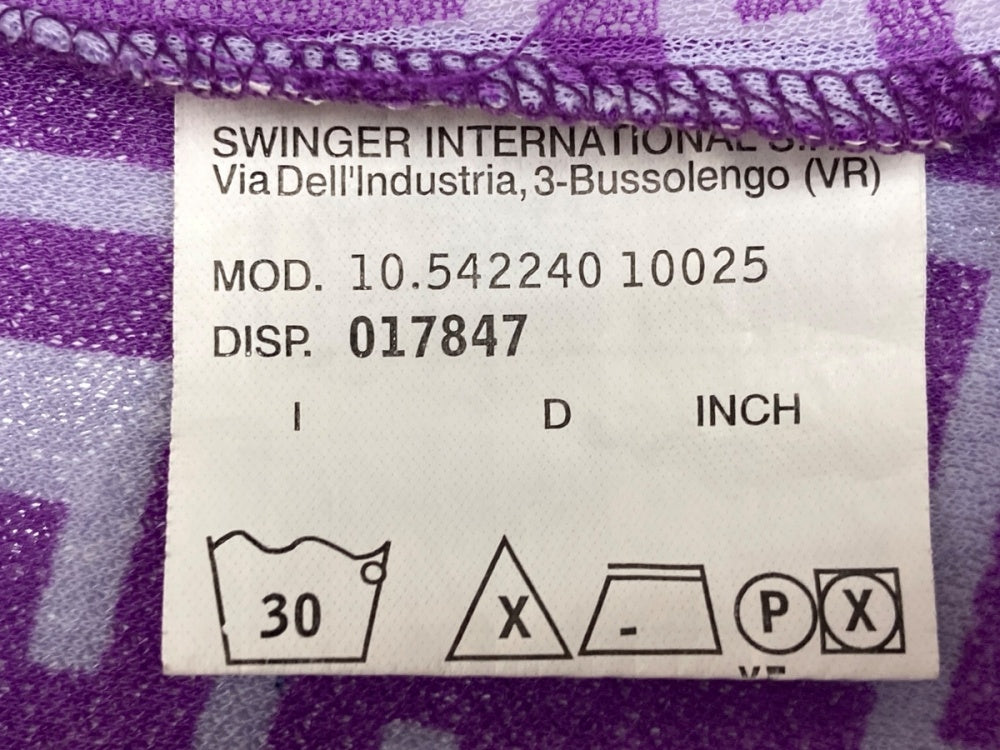 SWINGER INTERNATIONAL
Via Dell'Industria, 3-Bussolengo (VR)
MOD. 10.542240 10025
DISP. 017847
I D INCH
30 X - P X